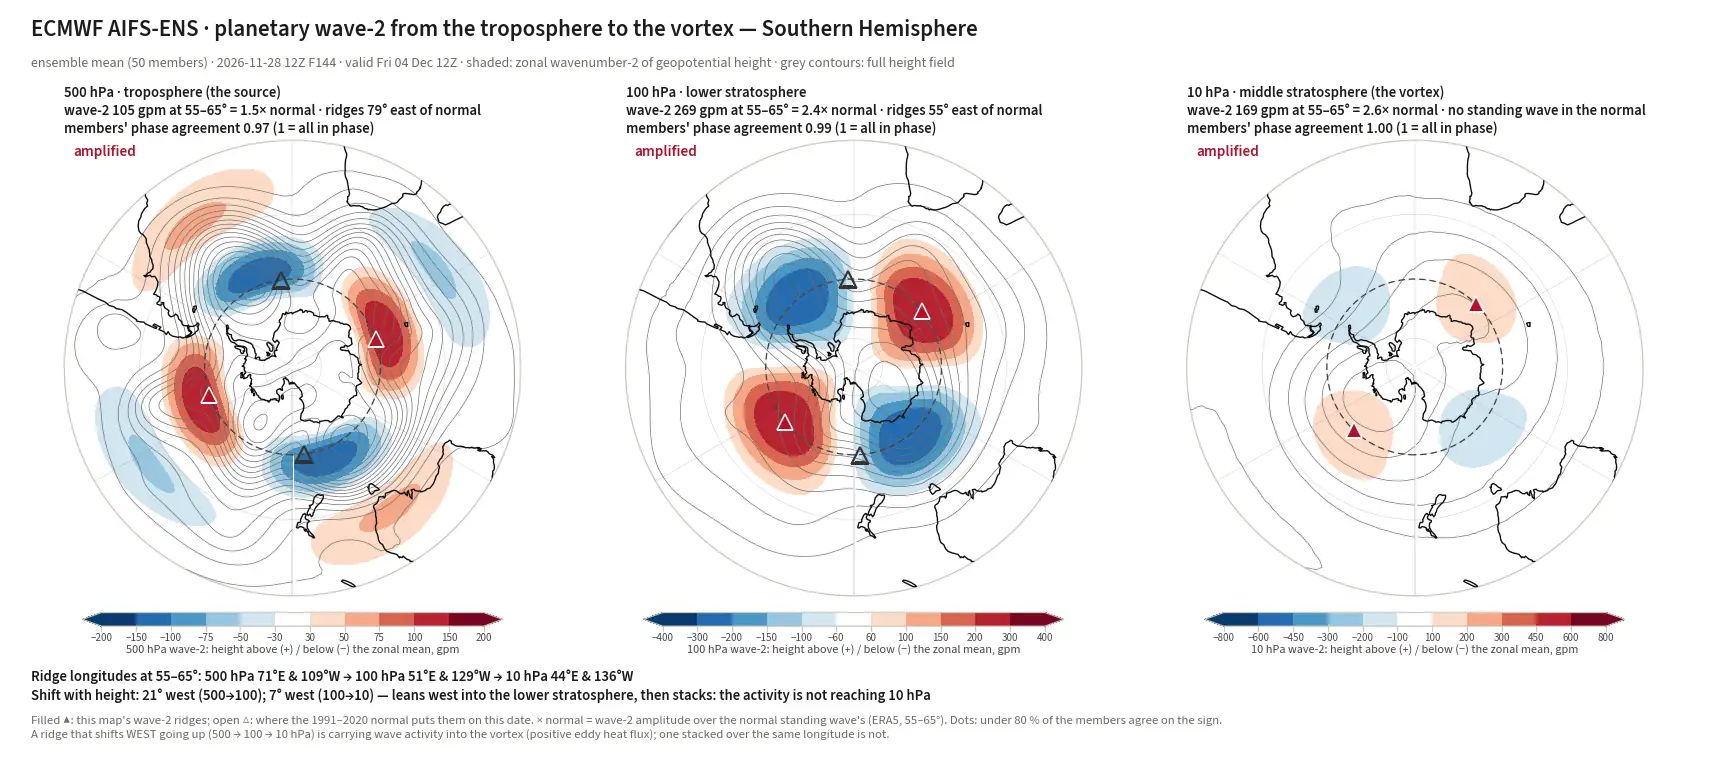 ECMWF AIFS-ENS · planetary wave-2 from the troposphere to the vortex — Southern Hemisphere
ensemble mean (50 members) · 2026-11-28 12Z F144 · valid Fri 04 Dec 12Z · shaded: zonal wavenumber-2 of geopotential height · grey contours: full height field
500 hPa · troposphere (the source)
wave-2 105 gpm at 55–65° = 1.5× normal · ridges 79° east of normal
members' phase agreement 0.97 (1 = all in phase)
amplified
100 hPa · lower stratosphere
wave-2 269 gpm at 55–65° = 2.4× normal · ridges 55° east of normal
members' phase agreement 0.99 (1 = all in phase)
amplified
10 hPa · middle stratosphere (the vortex)
wave-2 169 gpm at 55–65° = 2.6× normal · no standing wave in the normal
members' phase agreement 1.00 (1 = all in phase)
amplified
−200 −150 −100 −75 −50 −30 30 50 75 100 150 200
500 hPa wave-2: height above (+) / below (−) the zonal mean, gpm
−400 −300 −200 −150 −100 −60 60 100 150 200 300 400
100 hPa wave-2: height above (+) / below (−) the zonal mean, gpm
−800 −600 −450 −300 −200 −100 100 200 300 450 600 800
10 hPa wave-2: height above (+) / below (−) the zonal mean, gpm
Ridge longitudes at 55–65°: 500 hPa 71°E & 109°W → 100 hPa 51°E & 129°W → 10 hPa 44°E & 136°W
Shift with height: 21° west (500→100); 7° west (100→10) — leans west into the lower stratosphere, then stacks: the activity is not reaching 10 hPa
Filled ▲: this map's wave-2 ridges; open △: where the 1991–2020 normal puts them on this date. × normal = wave-2 amplitude over the normal standing wave's (ERA5, 55–65°). Dots: under 80 % of the members agree on the sign.
A ridge that shifts WEST going up (500 → 100 → 10 hPa) is carrying wave activity into the vortex (positive eddy heat flux); one stacked over the same longitude is not.